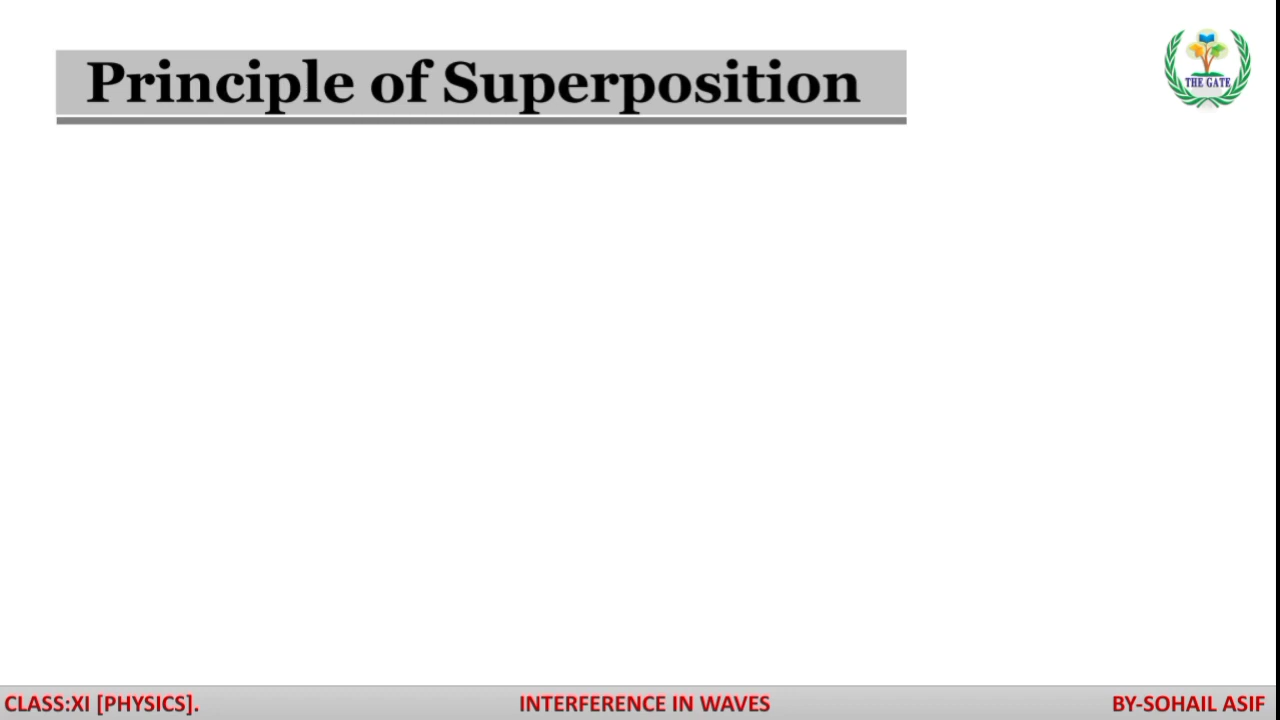 Principle of Superposition
THE GATE
CLASS:XI [PHYSICS].
INTERFERENCE IN WAVES
BY-SOHAIL ASIF